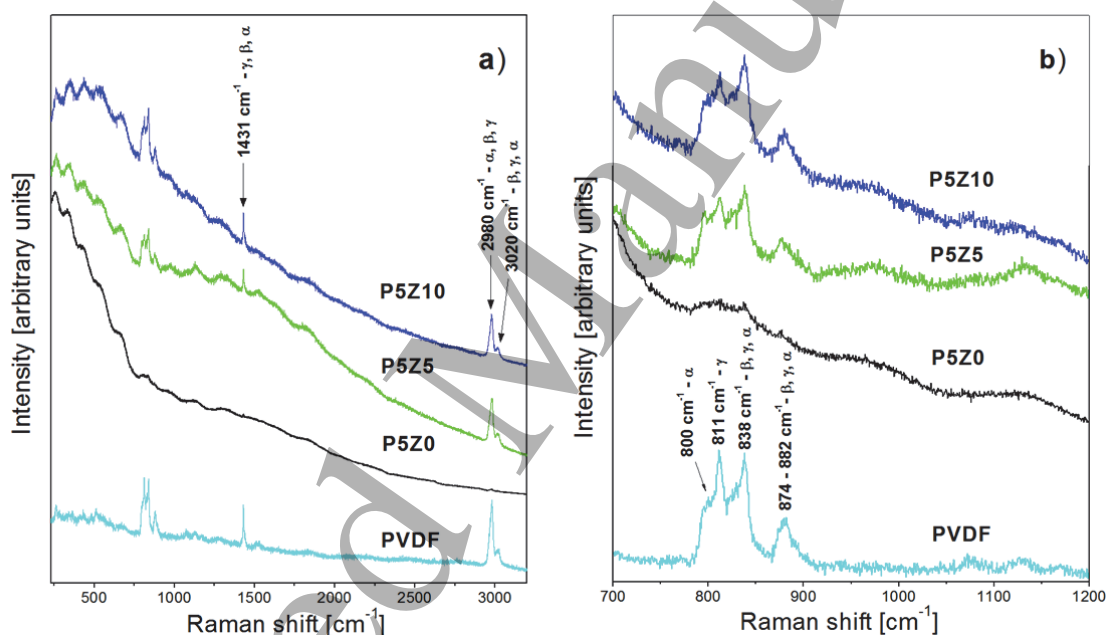 a)
1431 cm⁻¹ - γ, β, α
2980 cm⁻¹ - α, β, γ
3020 cm⁻¹ - β, γ, α
P5Z10
P5Z5
P5Z0
PVDF
Intensity [arbitrary units]
500 1000 1500 2000 2500 3000
Raman shift [cm⁻¹]
b)
P5Z10
P5Z5
P5Z0
800 cm⁻¹ - α
811 cm⁻¹ - γ
838 cm⁻¹ - β, γ, α
874 - 882 cm⁻¹ - β, γ, α
PVDF
Intensity [arbitrary units]
700 800 900 1000 1100 1200
Raman shift [cm⁻¹]
d Manu